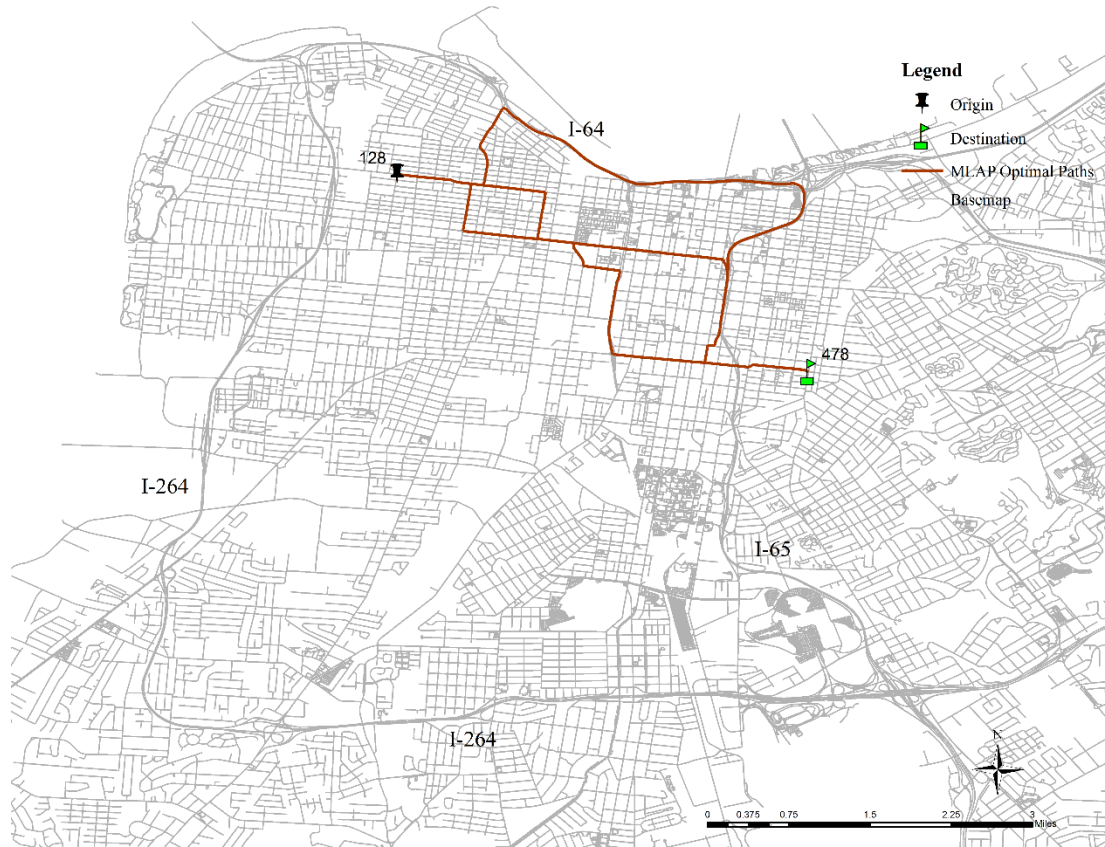 Legend
Origin
Destination
MLAP Optimal Paths
Basemap
I-64
128
478
I-264
I-65
I-264
N
0 0.375 0.75 1.5 2.25 3
Miles